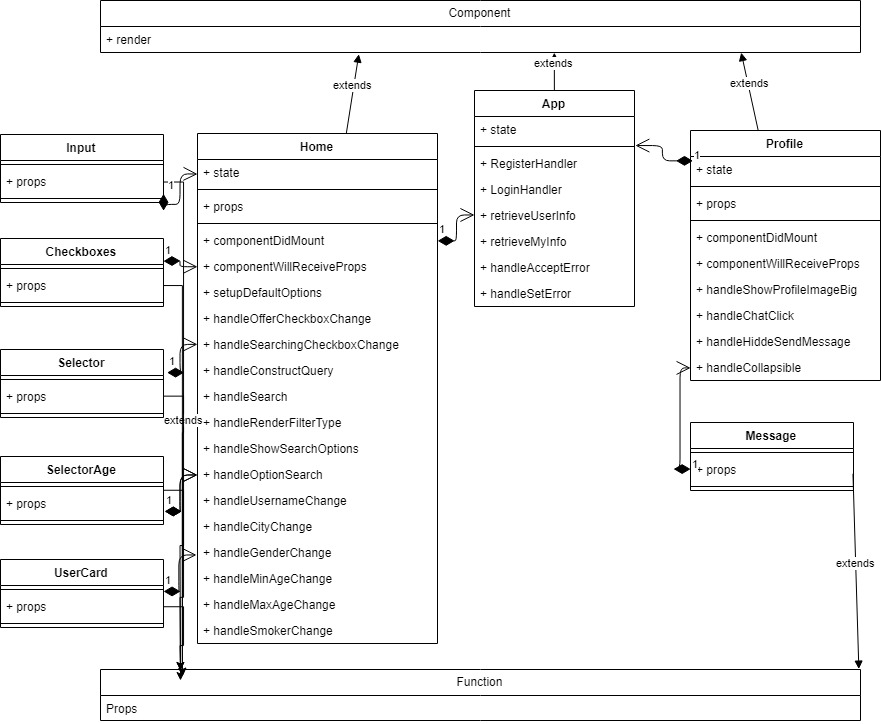 Component
+ render
extends
extends
extends
Input
+ props
1
Checkboxes
+ props
1
Selector
+ props
1
extends
SelectorAge
+ props
1
UserCard
+ props
1
Home
+ state
+ props
+ componentDidMount
+ componentWillReceiveProps
+ setupDefaultOptions
+ handleOfferCheckboxChange
+ handleSearchingCheckboxChange
+ handleConstructQuery
+ handleSearch
+ handleRenderFilterType
+ handleShowSearchOptions
+ handleOptionSearch
+ handleUsernameChange
+ handleCityChange
+ handleGenderChange
+ handleMinAgeChange
+ handleMaxAgeChange
+ handleSmokerChange
1
App
+ state
+ RegisterHandler
+ LoginHandler
+ retrieveUserInfo
+ retrieveMyInfo
+ handleAcceptError
+ handleSetError
1
Profile
+ state
+ props
+ componentDidMount
+ componentWillReceiveProps
+ handleShowProfileImageBig
+ handleChatClick
+ handleHiddeSendMessage
+ handleCollapsible
Message
1
+ props
extends
Function
Props